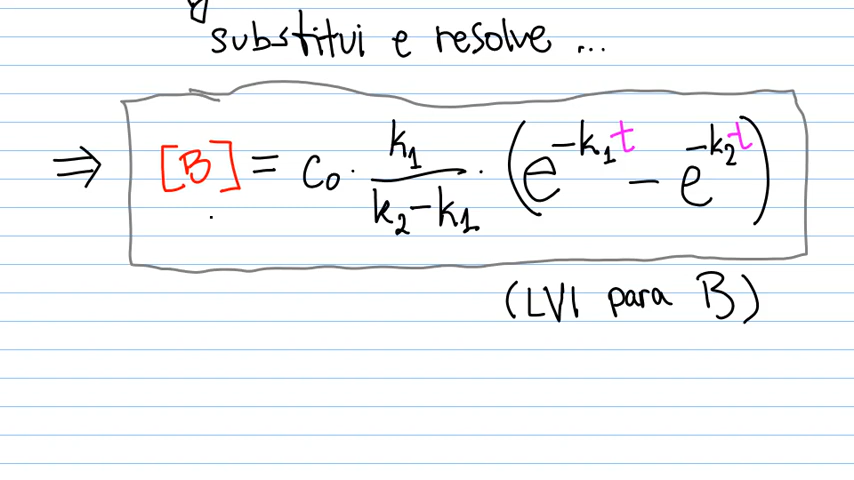 substitui e resolve ...
⇒ [B] = c₀ · k₁ / (k₂ - k₁) · (e^(-k₁t) - e^(-k₂t))
(LVI para B)